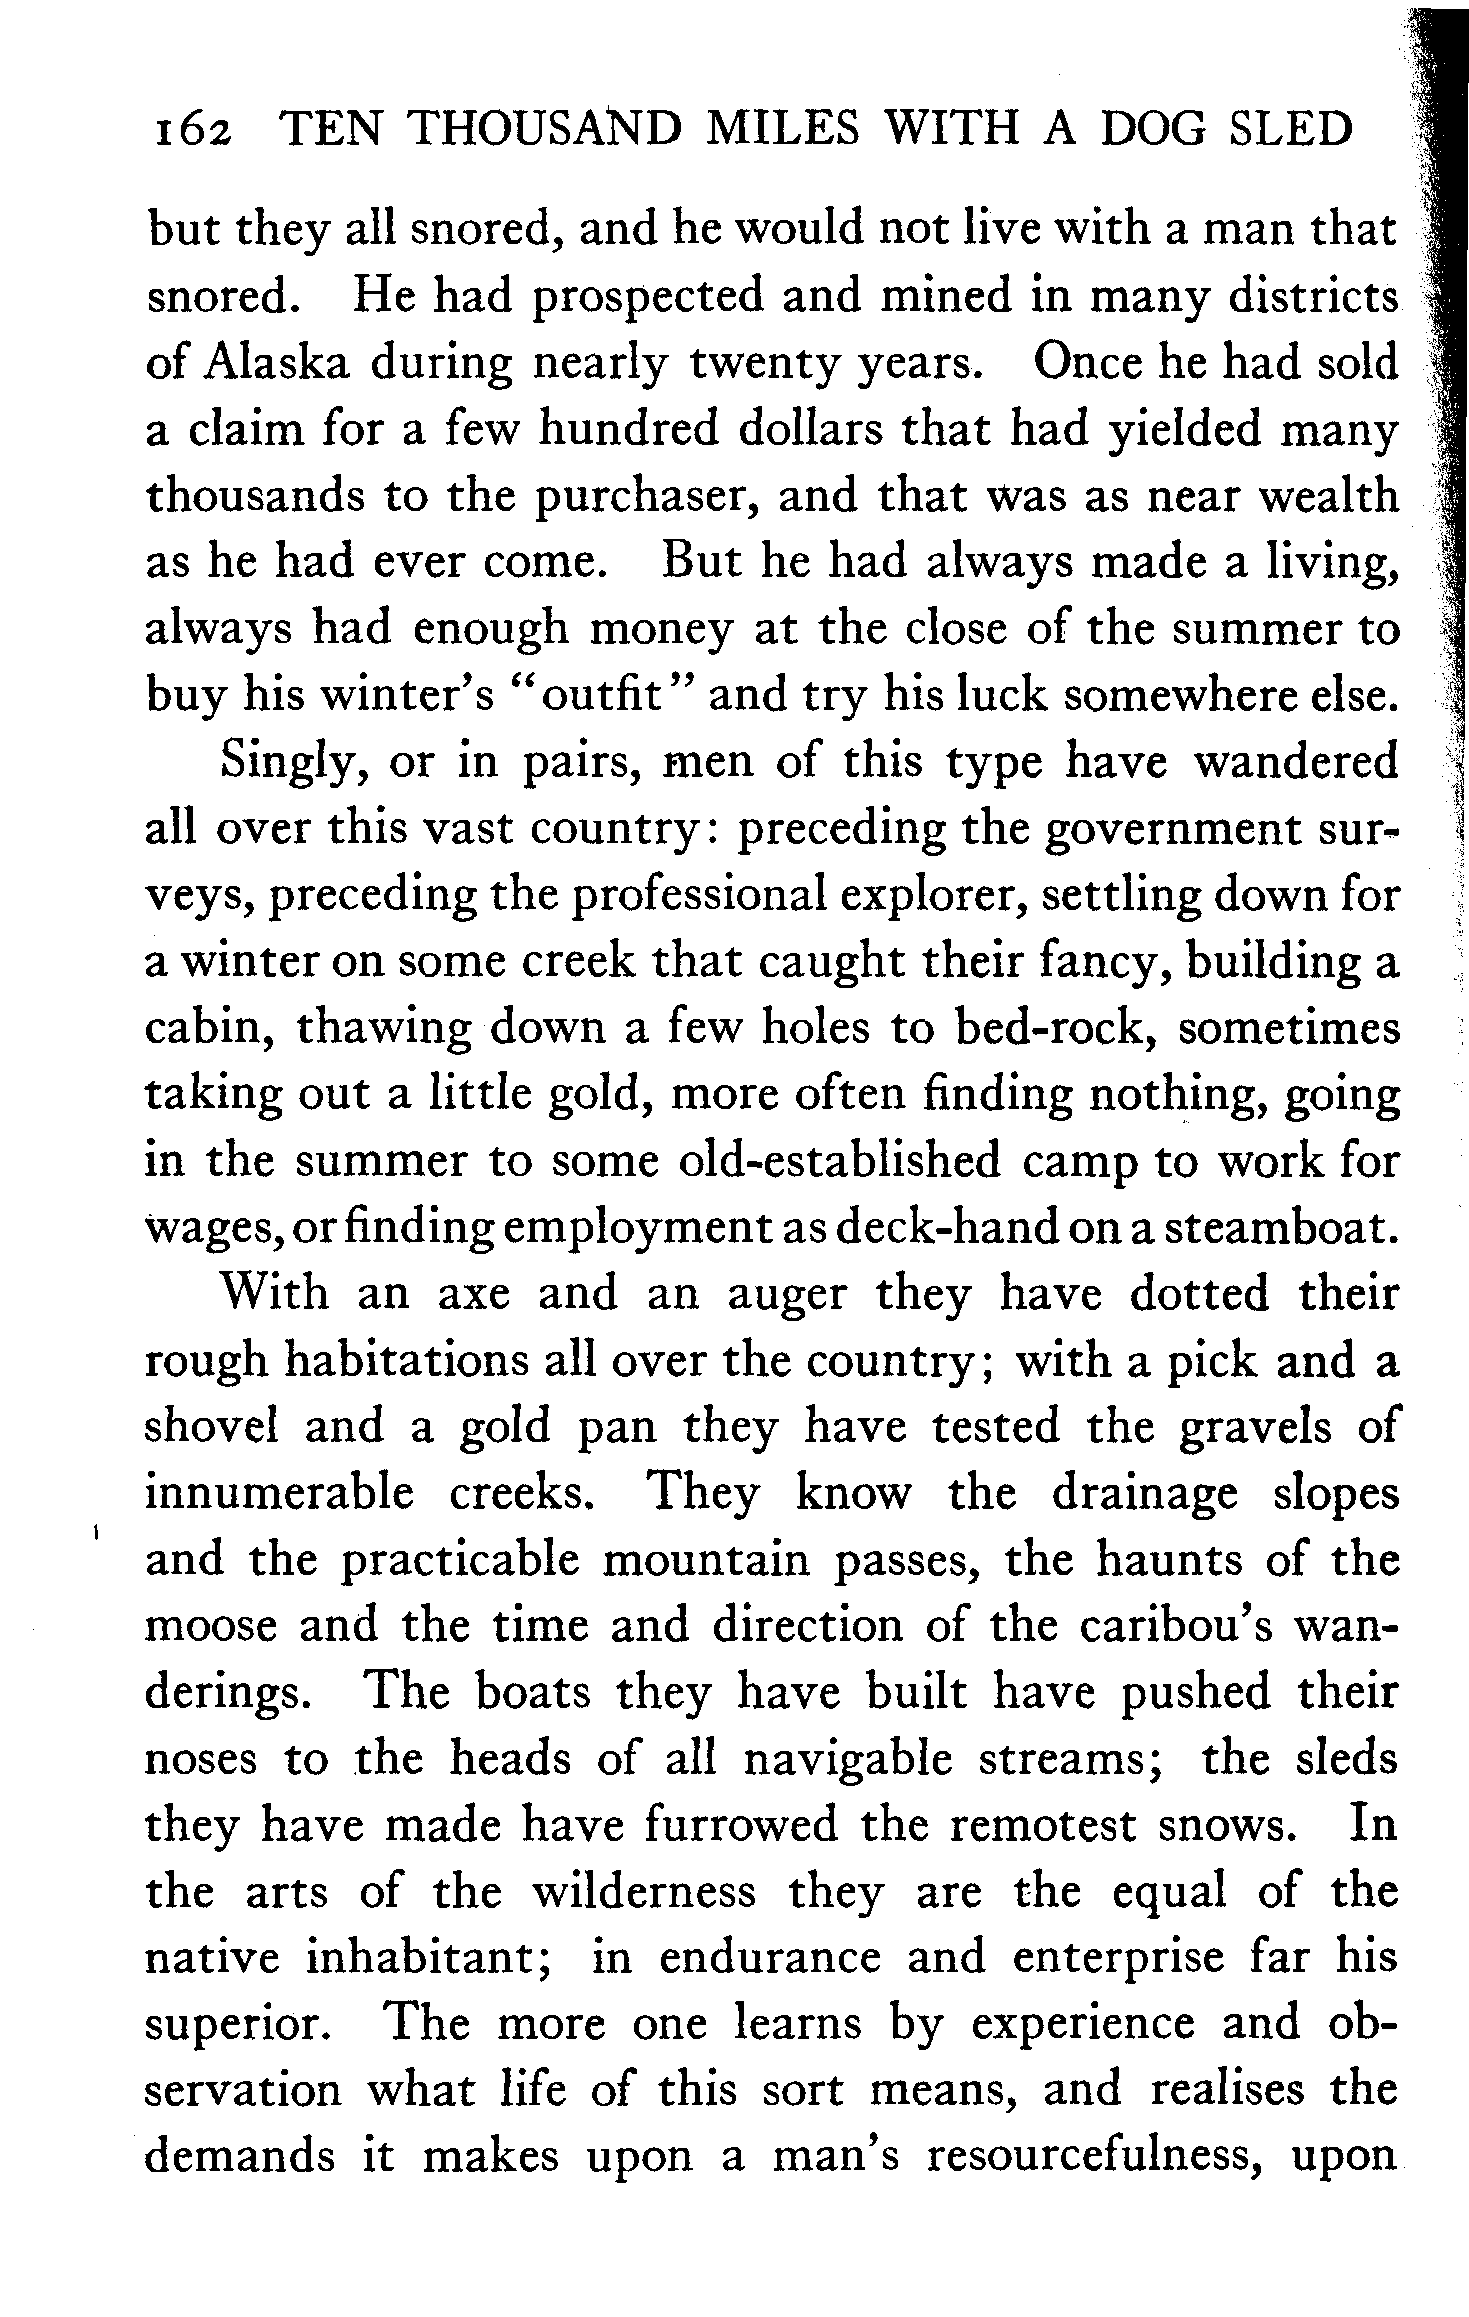 162 TEN THOUSAND MILES WITH A DOG SLED
but they all snored, and he would not live with a man that
snored. He had prospected and mined in many districts
of Alaska during nearly twenty years. Once he had sold
a claim for a few hundred dollars that had yielded many
thousands to the purchaser, and that was as near wealth
as he had ever come. But he had always made a living,
always had enough money at the close of the summer to
buy his winter's "outfit" and try his luck somewhere else.
Singly, or in pairs, men of this type have wandered
all over this vast country: preceding the government sur-
veys, preceding the professional explorer, settling down for
a winter on some creek that caught their fancy, building a
cabin, thawing down a few holes to bed-rock, sometimes
taking out a little gold, more often finding nothing, going
in the summer to some old-established camp to work for
wages, or finding employment as deck-hand on a steamboat.
With an axe and an auger they have dotted their
rough habitations all over the country; with a pick and a
shovel and a gold pan they have tested the gravels of
innumerable creeks. They know the drainage slopes
and the practicable mountain passes, the haunts of the
moose and the time and direction of the caribou's wan-
derings. The boats they have built have pushed their
noses to the heads of all navigable streams; the sleds
they have made have furrowed the remotest snows. In
the arts of the wilderness they are the equal of the
native inhabitant; in endurance and enterprise far his
superior. The more one learns by experience and ob-
servation what life of this sort means, and realises the
demands it makes upon a man's resourcefulness, upon